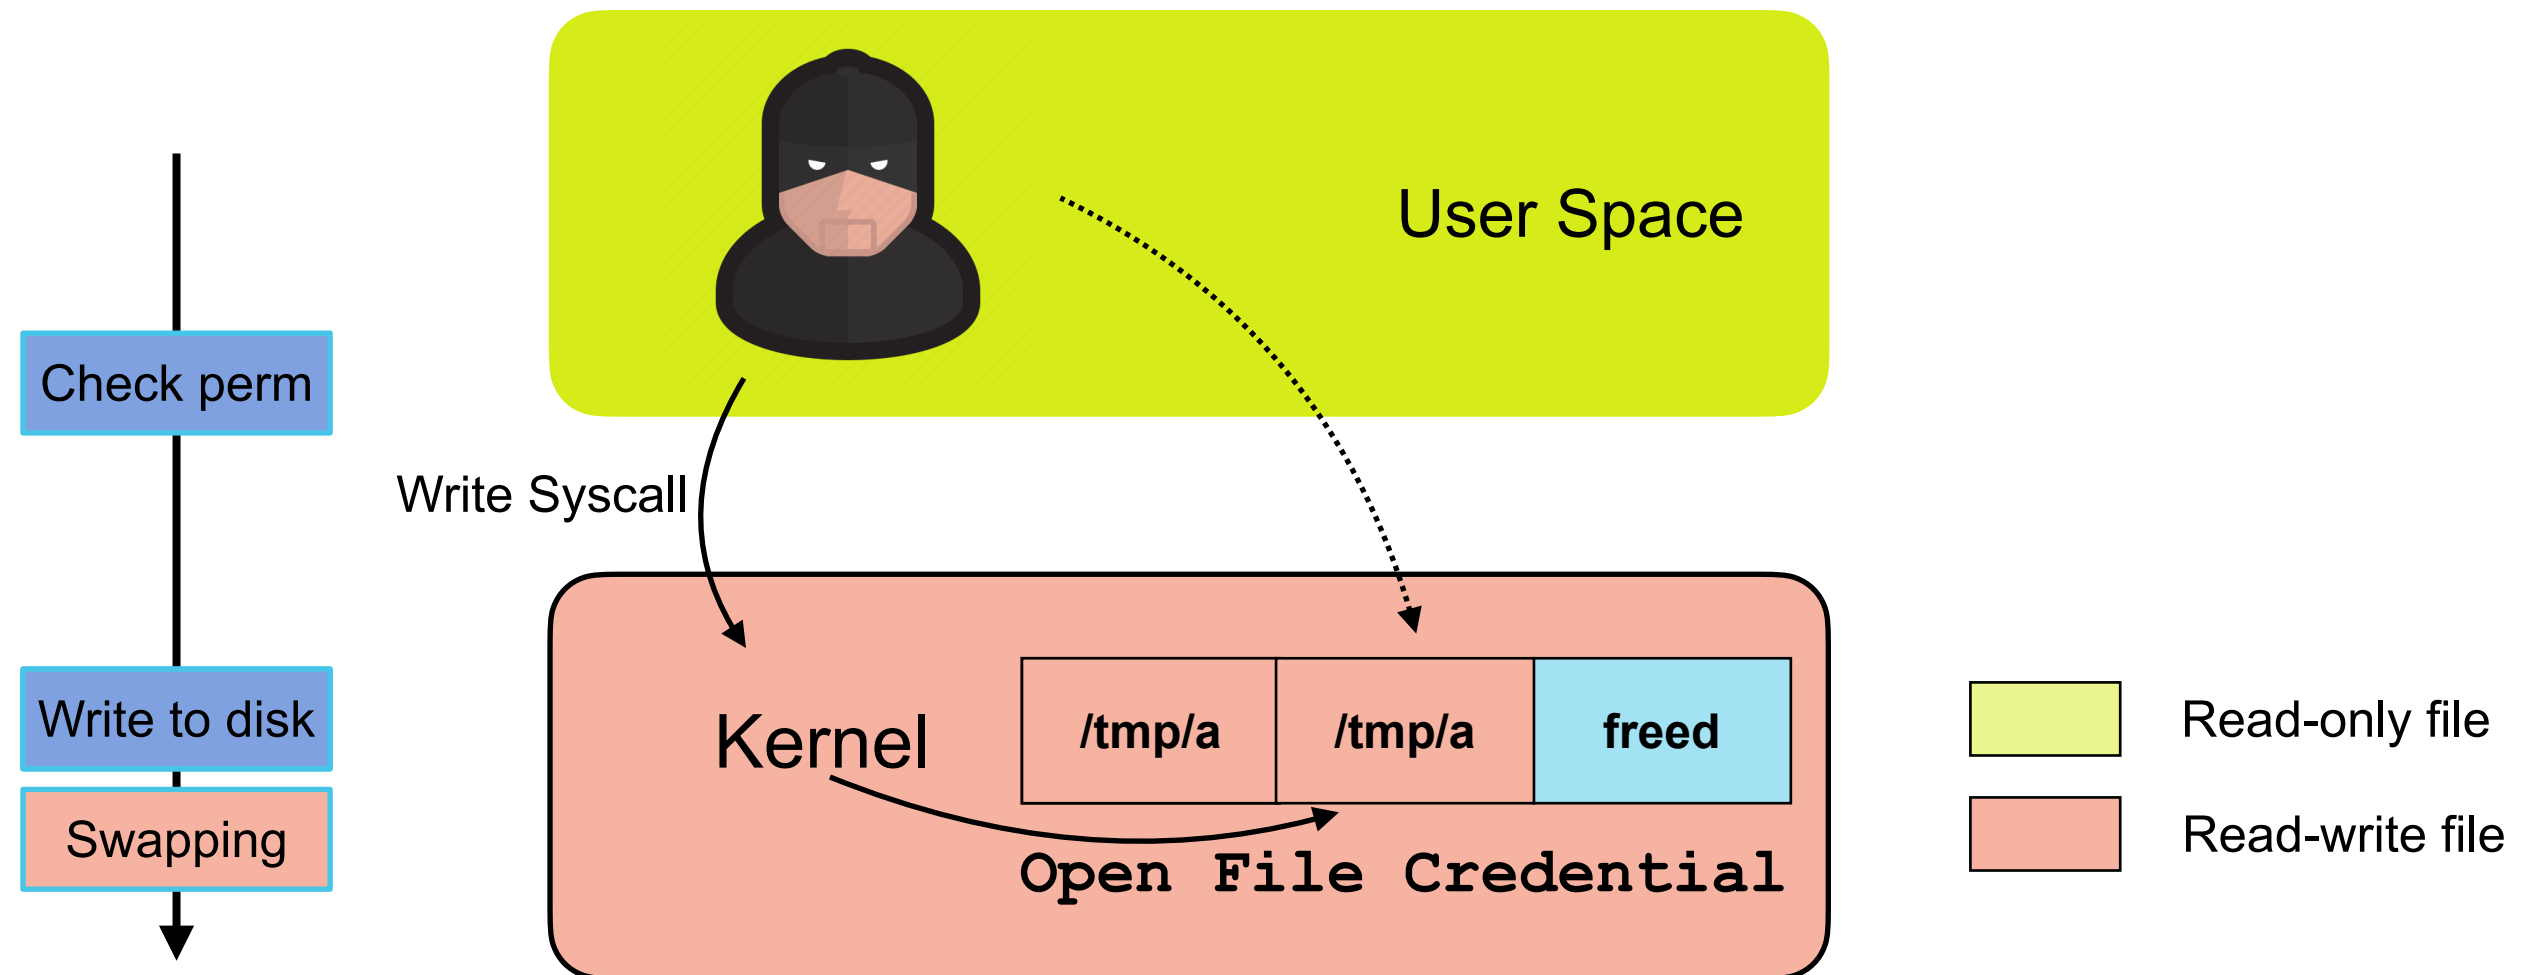 User Space
Check perm
Write Syscall
Write to disk
Swapping
Kernel
/tmp/a
/tmp/a
freed
Open File Credential
Read-only file
Read-write file